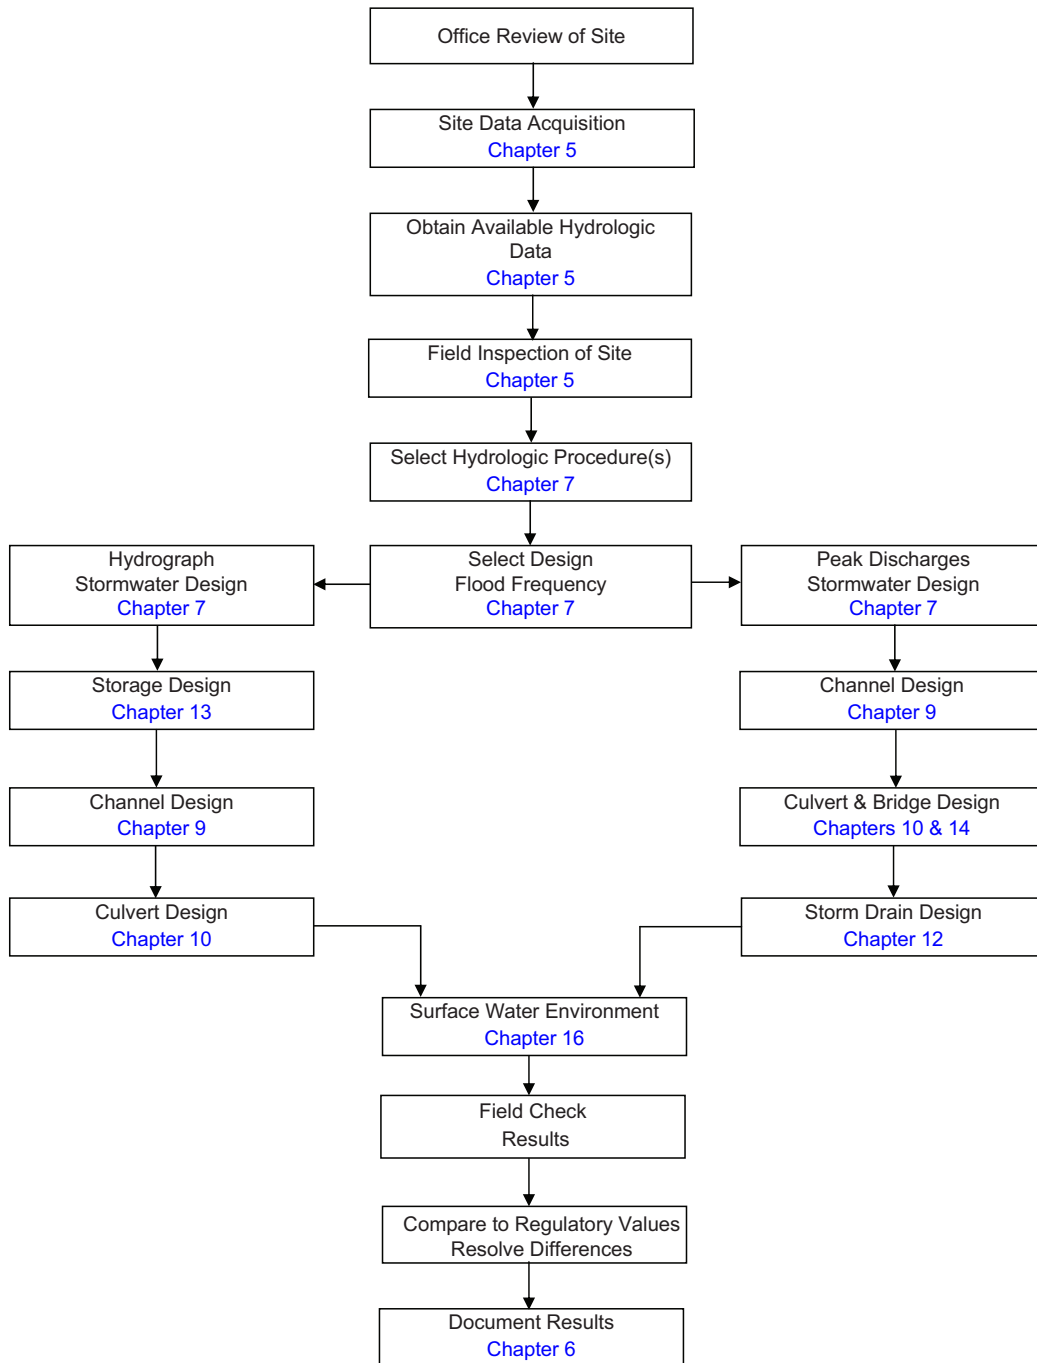 Office Review of Site
Site Data Acquisition
Chapter 5
Obtain Available Hydrologic
Data
Chapter 5
Field Inspection of Site
Chapter 5
Select Hydrologic Procedure(s)
Chapter 7
Hydrograph
Stormwater Design
Chapter 7
Select Design
Flood Frequency
Chapter 7
Peak Discharges
Stormwater Design
Chapter 7
Storage Design
Chapter 13
Channel Design
Chapter 9
Channel Design
Chapter 9
Culvert & Bridge Design
Chapters 10 & 14
Culvert Design
Chapter 10
Storm Drain Design
Chapter 12
Surface Water Environment
Chapter 16
Field Check
Results
Compare to Regulatory Values
Resolve Differences
Document Results
Chapter 6